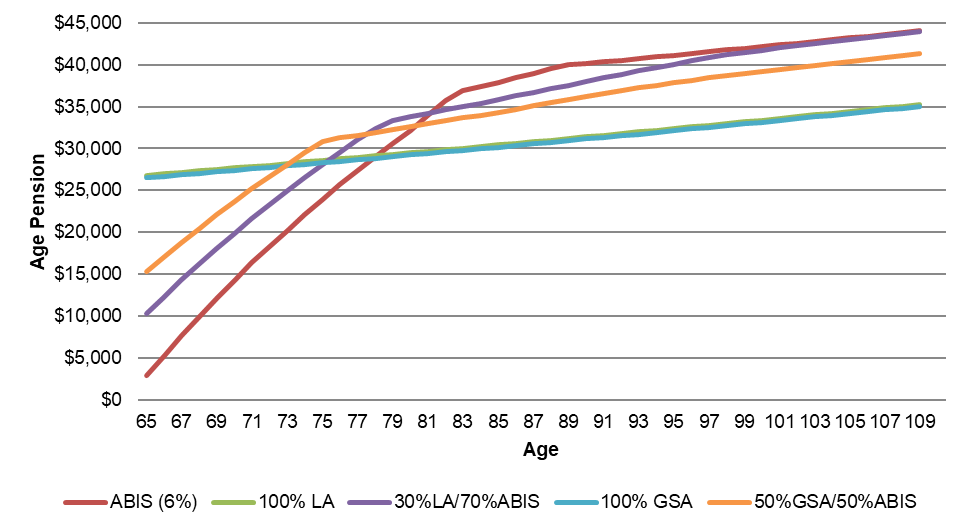 $45,000
$40,000
$35,000
$30,000
$25,000
$20,000
$15,000
$10,000
$5,000
$0
Age Pension
65 67 69 71 73 75 77 79 81 83 85 87 89 91 93 95 97 99 101 103 105 107 109
Age
ABIS (6%) 100% LA 30%LA/70%ABIS 100% GSA 50%GSA/50%ABIS